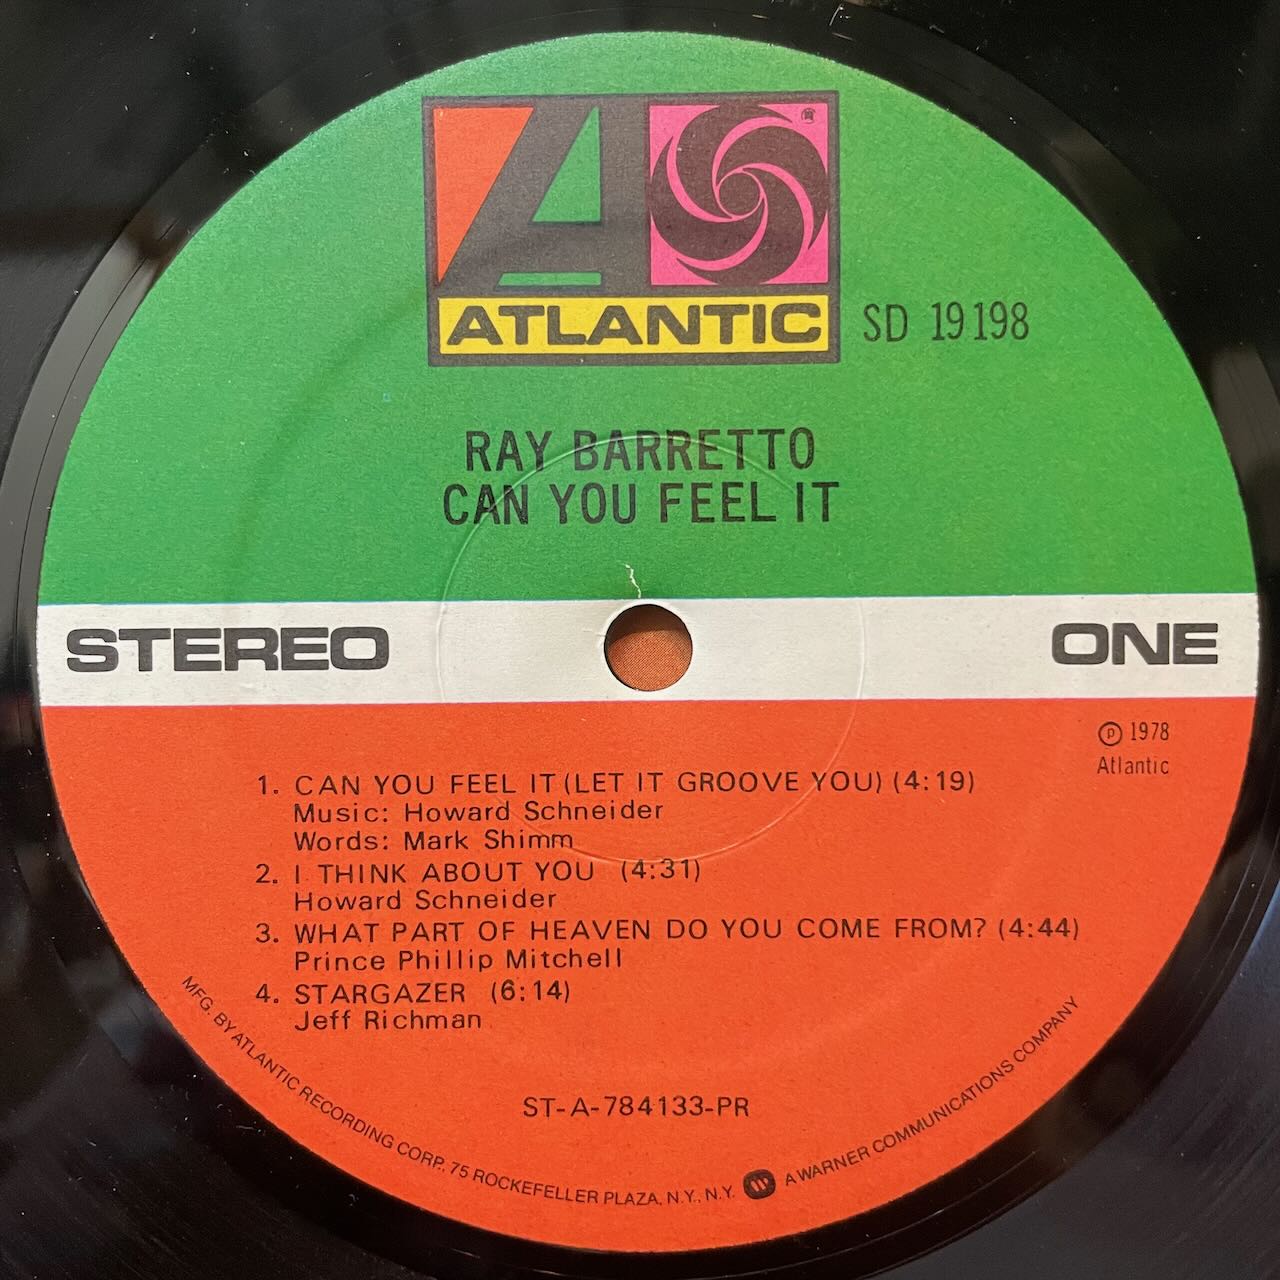 ATLANTIC
SD 19198
RAY BARRETTO
CAN YOU FEEL IT
STEREO
ONE
℗ 1978
Atlantic
1. CAN YOU FEEL IT (LET IT GROOVE YOU) (4:19)
Music: Howard Schneider
Words: Mark Shimm
2. I THINK ABOUT YOU (4:31)
Howard Schneider
3. WHAT PART OF HEAVEN DO YOU COME FROM? (4:44)
Prince Phillip Mitchell
4. STARGAZER (6:14)
Jeff Richman
ST-A-784133-PR
MFG. BY ATLANTIC RECORDING CORP. 75 ROCKEFELLER PLAZA, N.Y., N.Y. A WARNER COMMUNICATIONS COMPANY